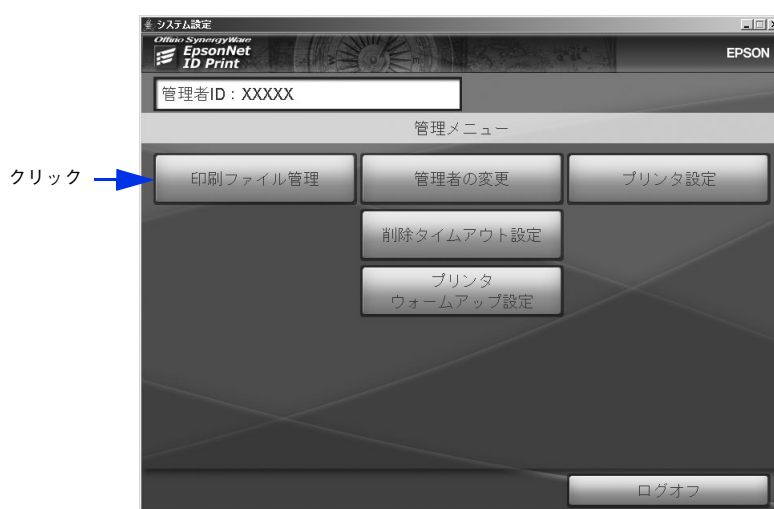 システム設定
Offirio SynergyWare
EpsonNet
ID Print
EPSON
管理者ID：XXXXX
管理メニュー
クリック
印刷ファイル管理
管理者の変更
プリンタ設定
削除タイムアウト設定
プリンタ
ウォームアップ設定
ログオフ